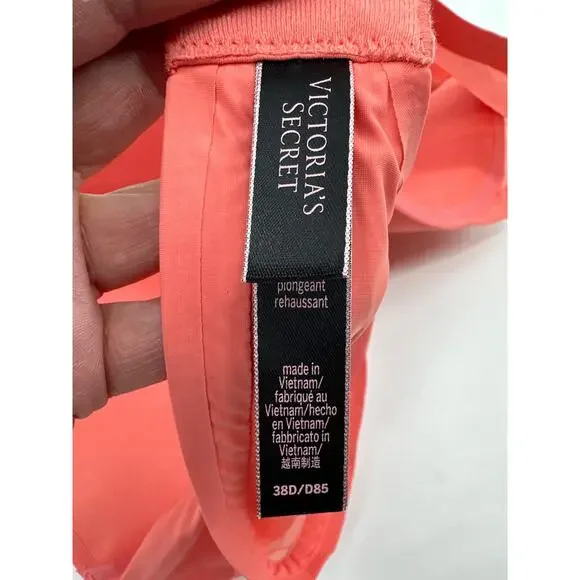 VICTORIA'S
SECRET
plongeant
rehaussant
made in
Vietnam/
fabriqué au
Vietnam/hecho
en Vietnam/
fabbricato in
Vietnam/
越南制造
38D/D85